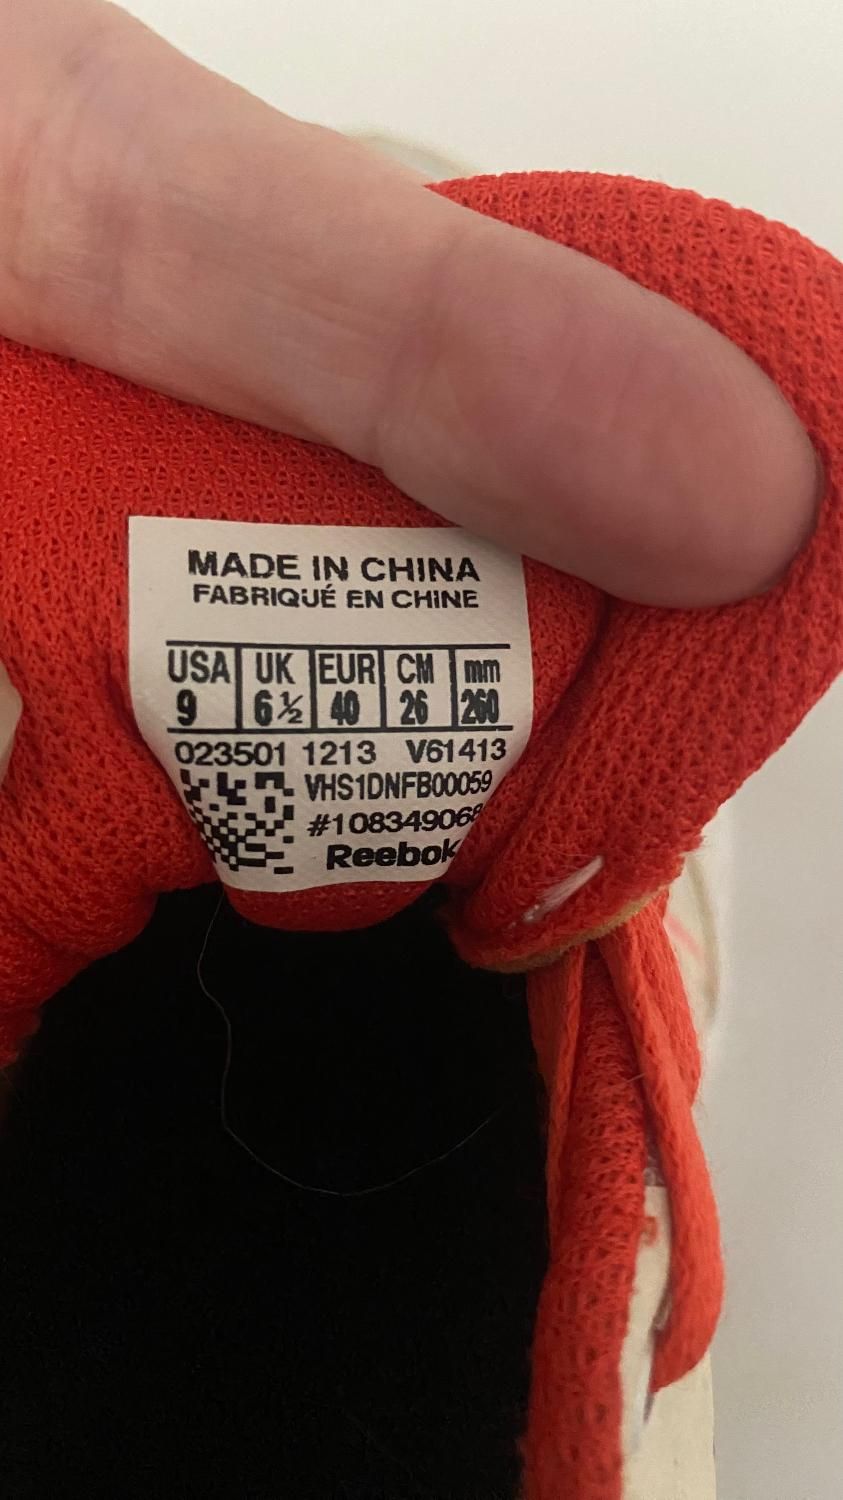 MADE IN CHINA
FABRIQUÉ EN CHINE
USA UK EUR CM mm
9 6½ 40 26 260
023501 1213 V61413
VHS1DNFB00059
#108349068
Reebok